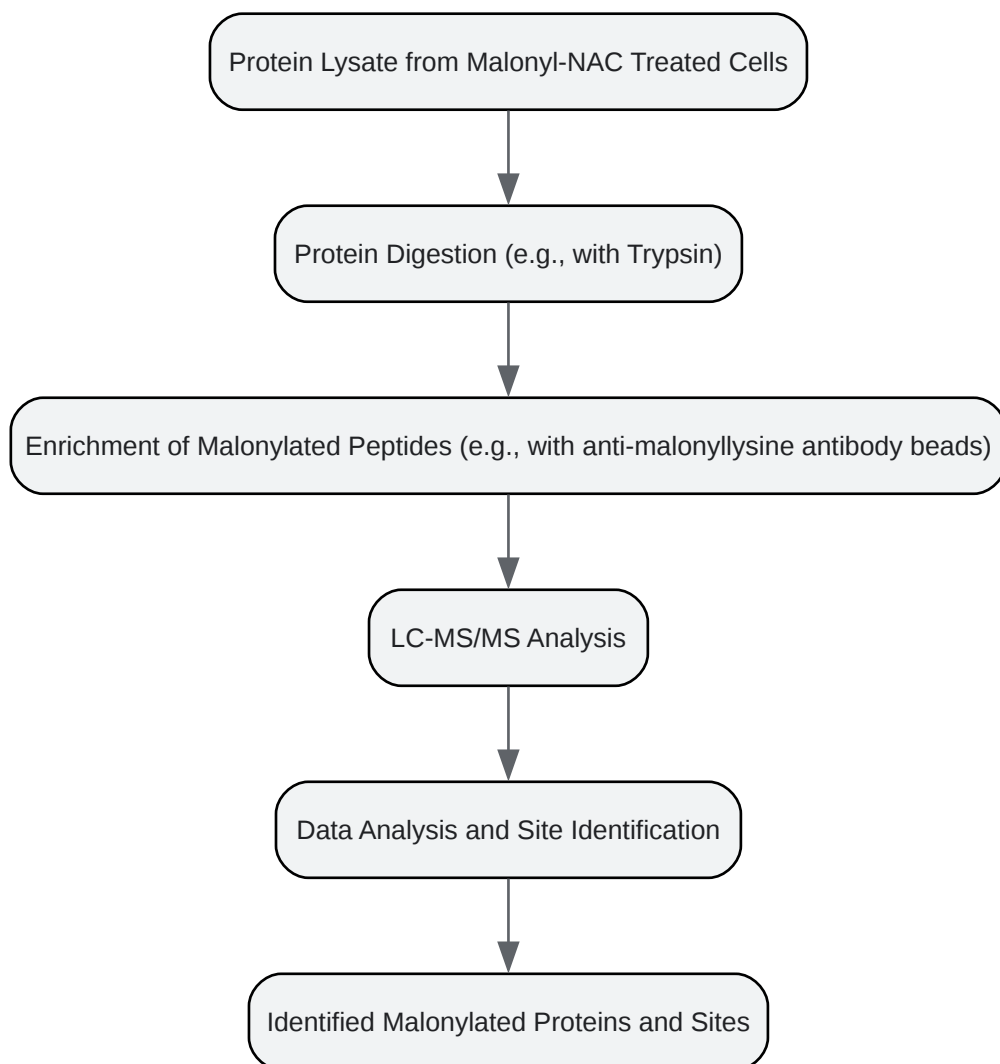 Protein Lysate from Malonyl-NAC Treated Cells
Protein Digestion (e.g., with Trypsin)
Enrichment of Malonylated Peptides (e.g., with anti-malonyllysine antibody beads)
LC-MS/MS Analysis
Data Analysis and Site Identification
Identified Malonylated Proteins and Sites